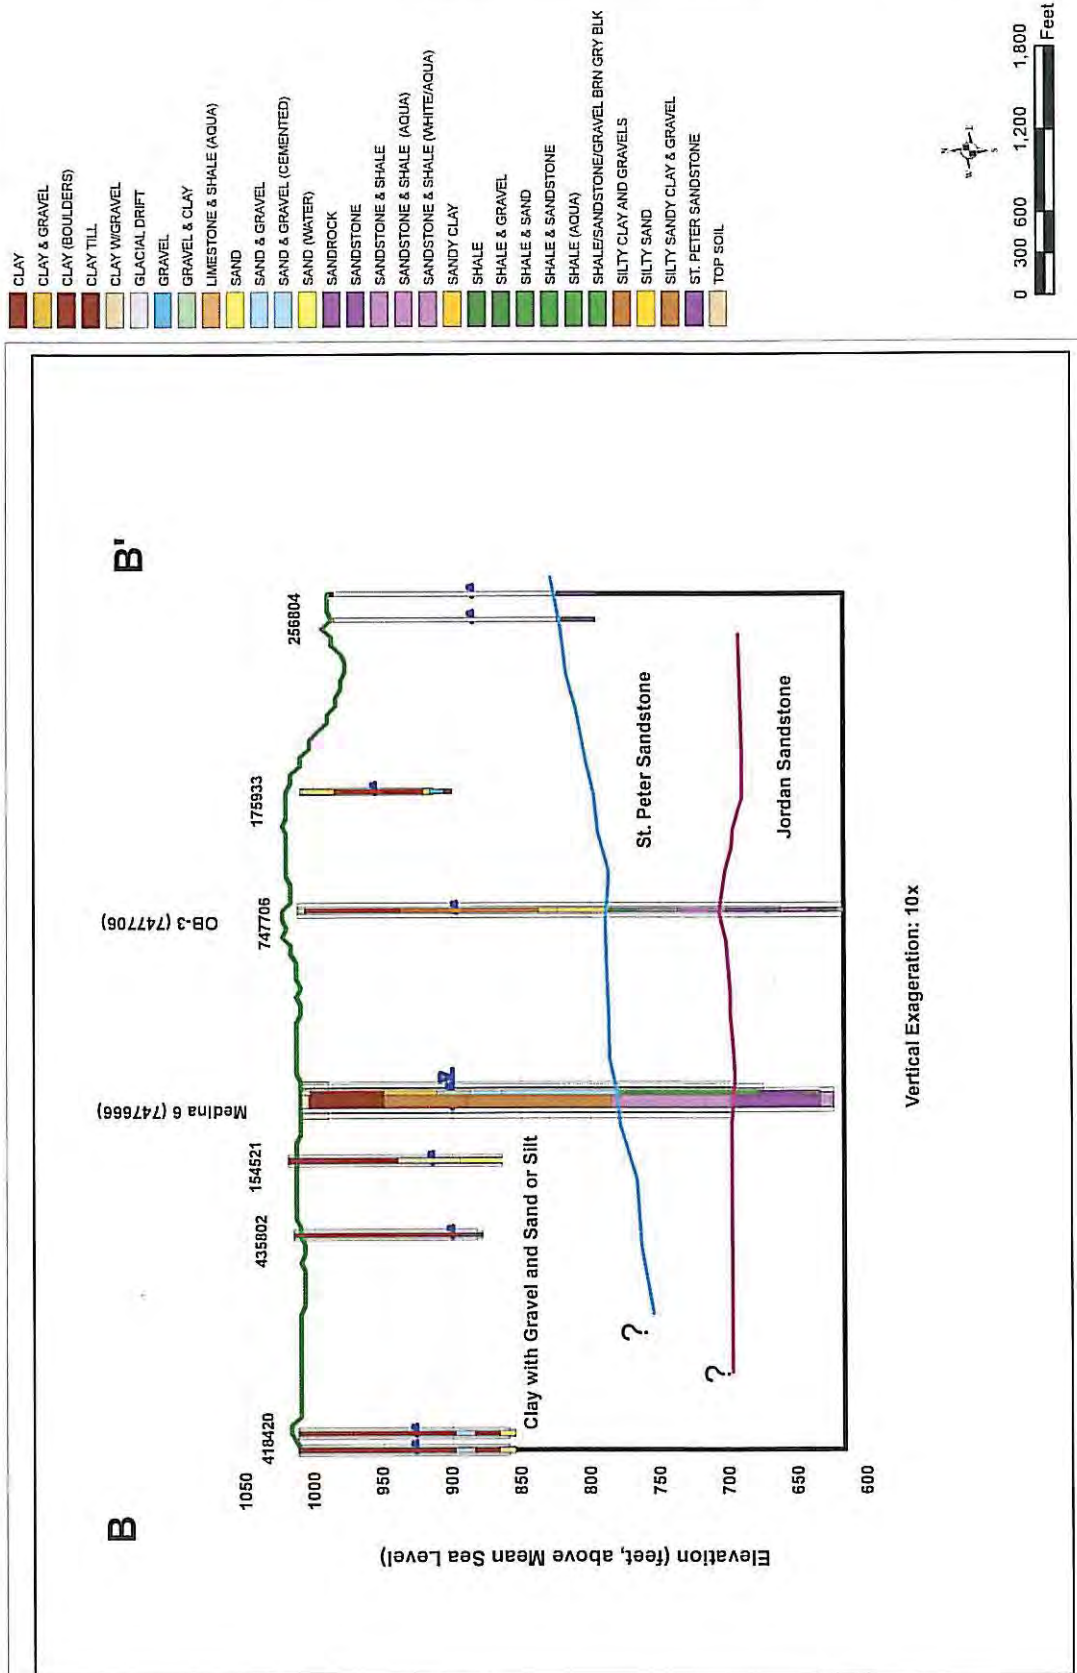 B
B'
418420
435802
154521
Medina 6 (747666)
OB-3 (747706)
747706
175933
256804
Elevation (feet, above Mean Sea Level)
1050
1000
950
900
850
800
750
700
650
600
Clay with Gravel and Sand or Silt
St. Peter Sandstone
Jordan Sandstone
?
?
Vertical Exageration: 10x
CLAY
CLAY & GRAVEL
CLAY (BOULDERS)
CLAY TILL
CLAY W/GRAVEL
GLACIAL DRIFT
GRAVEL
GRAVEL & CLAY
LIMESTONE & SHALE (AQUA)
SAND
SAND & GRAVEL
SAND & GRAVEL (CEMENTED)
SAND (WATER)
SANDROCK
SANDSTONE
SANDSTONE & SHALE
SANDSTONE & SHALE (AQUA)
SANDSTONE & SHALE (WHITE/AQUA)
SANDY CLAY
SHALE
SHALE & GRAVEL
SHALE & SAND
SHALE & SANDSTONE
SHALE (AQUA)
SHALE/SANDSTONE/GRAVEL BRN GRY BLK
SILTY CLAY AND GRAVELS
SILTY SAND
SILTY SANDY CLAY & GRAVEL
ST. PETER SANDSTONE
TOP SOIL
N
W
E
S
0 300 600 1,200 1,800
Feet